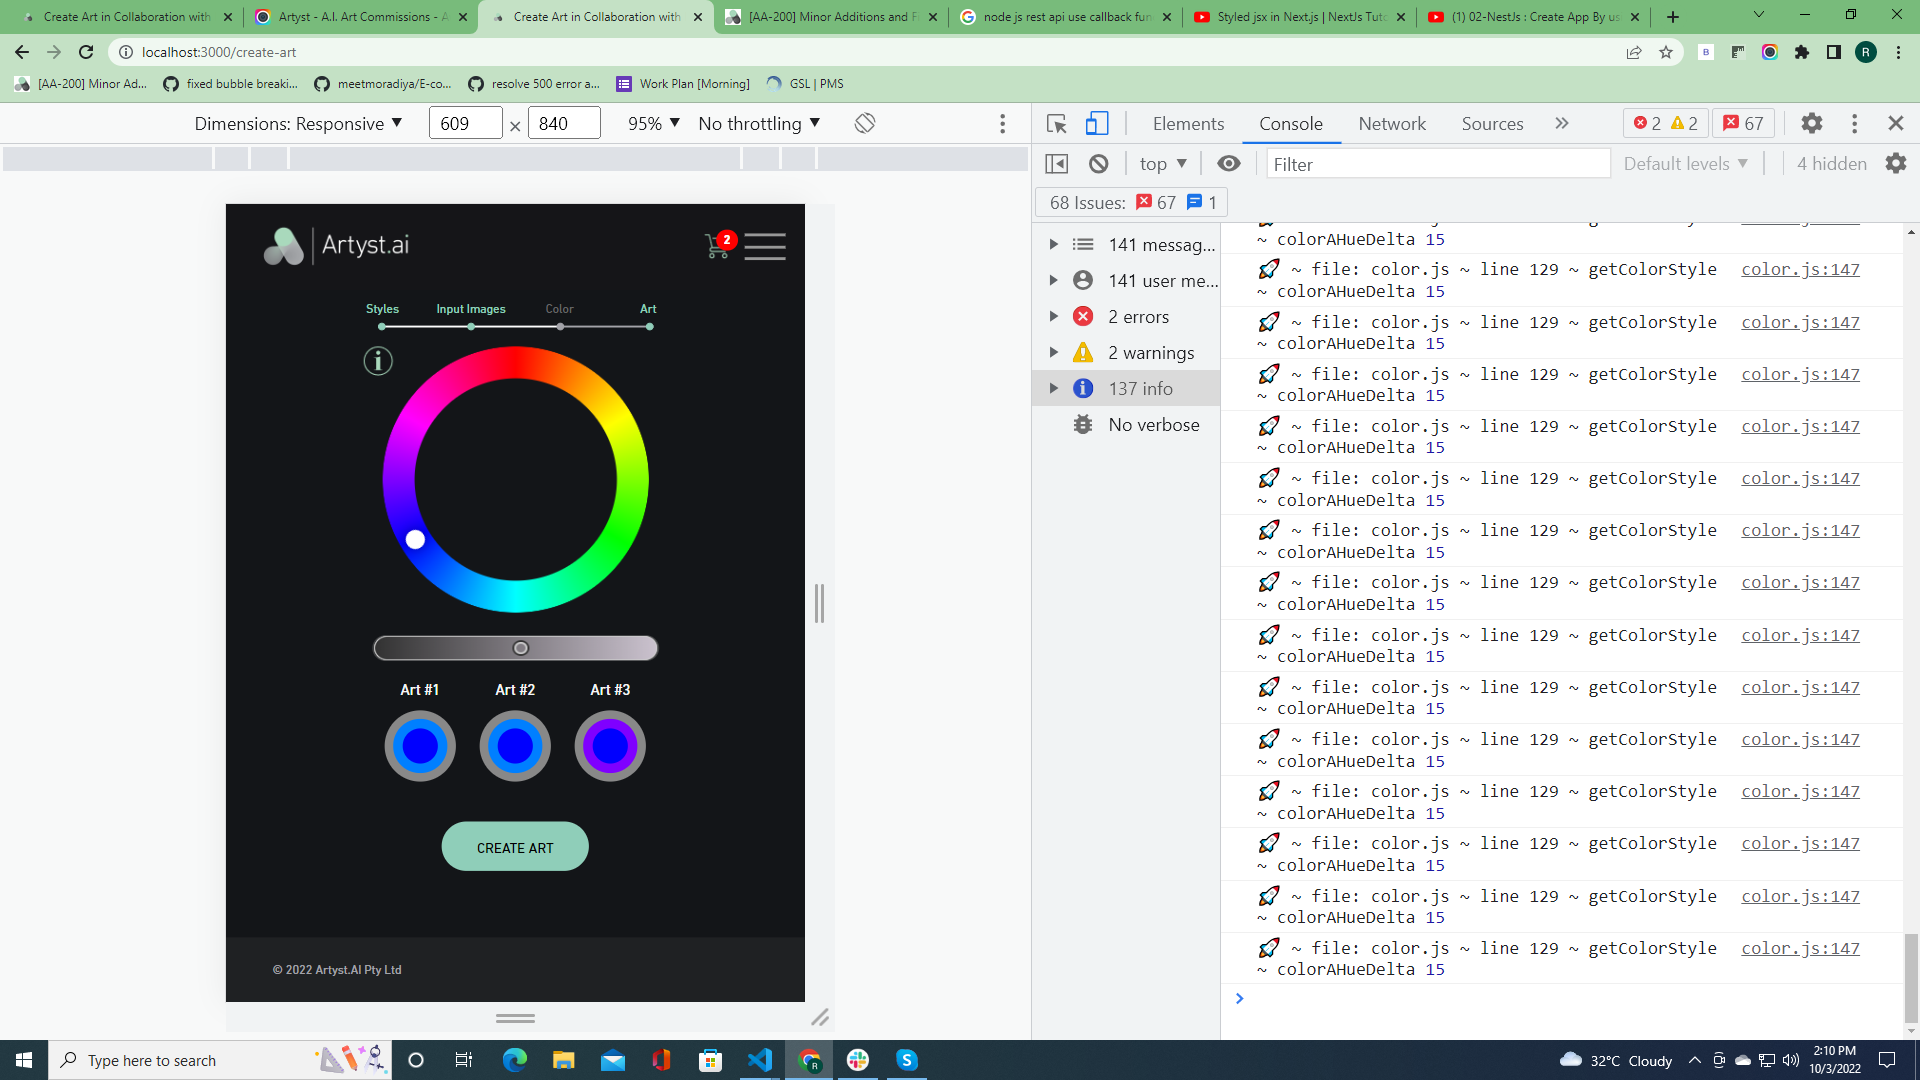 Create Art in Collaboration with
Artyst - A.I. Art Commissions - A
Create Art in Collaboration with
[AA-200] Minor Additions and Fi
node js rest api use callback fun
Styled jsx in Next.js | NextJs Tuto
(1) 02-NestJs : Create App By us
localhost:3000/create-art
B
R
[AA-200] Minor Ad...
fixed bubble breaki...
meetmoradiya/E-co...
resolve 500 error a...
Work Plan [Morning]
GSL | PMS
Dimensions: Responsive
609
×
840
95%
No throttling
Elements
Console
Network
Sources
2
2
67
top
Filter
Default levels
4 hidden
68 Issues:
67
1
Artyst.ai
2
Styles
Input Images
Color
Art
i
Art #1
Art #2
Art #3
CREATE ART
© 2022 Artyst.AI Pty Ltd
141 messag...
141 user me...
2 errors
2 warnings
137 info
No verbose
~ colorAHueDelta 15
🚀 ~ file: color.js ~ line 129 ~ getColorStyle color.js:147
~ colorAHueDelta 15
🚀 ~ file: color.js ~ line 129 ~ getColorStyle color.js:147
~ colorAHueDelta 15
🚀 ~ file: color.js ~ line 129 ~ getColorStyle color.js:147
~ colorAHueDelta 15
🚀 ~ file: color.js ~ line 129 ~ getColorStyle color.js:147
~ colorAHueDelta 15
🚀 ~ file: color.js ~ line 129 ~ getColorStyle color.js:147
~ colorAHueDelta 15
🚀 ~ file: color.js ~ line 129 ~ getColorStyle color.js:147
~ colorAHueDelta 15
🚀 ~ file: color.js ~ line 129 ~ getColorStyle color.js:147
~ colorAHueDelta 15
🚀 ~ file: color.js ~ line 129 ~ getColorStyle color.js:147
~ colorAHueDelta 15
🚀 ~ file: color.js ~ line 129 ~ getColorStyle color.js:147
~ colorAHueDelta 15
🚀 ~ file: color.js ~ line 129 ~ getColorStyle color.js:147
~ colorAHueDelta 15
🚀 ~ file: color.js ~ line 129 ~ getColorStyle color.js:147
~ colorAHueDelta 15
🚀 ~ file: color.js ~ line 129 ~ getColorStyle color.js:147
~ colorAHueDelta 15
🚀 ~ file: color.js ~ line 129 ~ getColorStyle color.js:147
~ colorAHueDelta 15
🚀 ~ file: color.js ~ line 129 ~ getColorStyle color.js:147
~ colorAHueDelta 15
Type here to search
32°C Cloudy
2:10 PM
10/3/2022